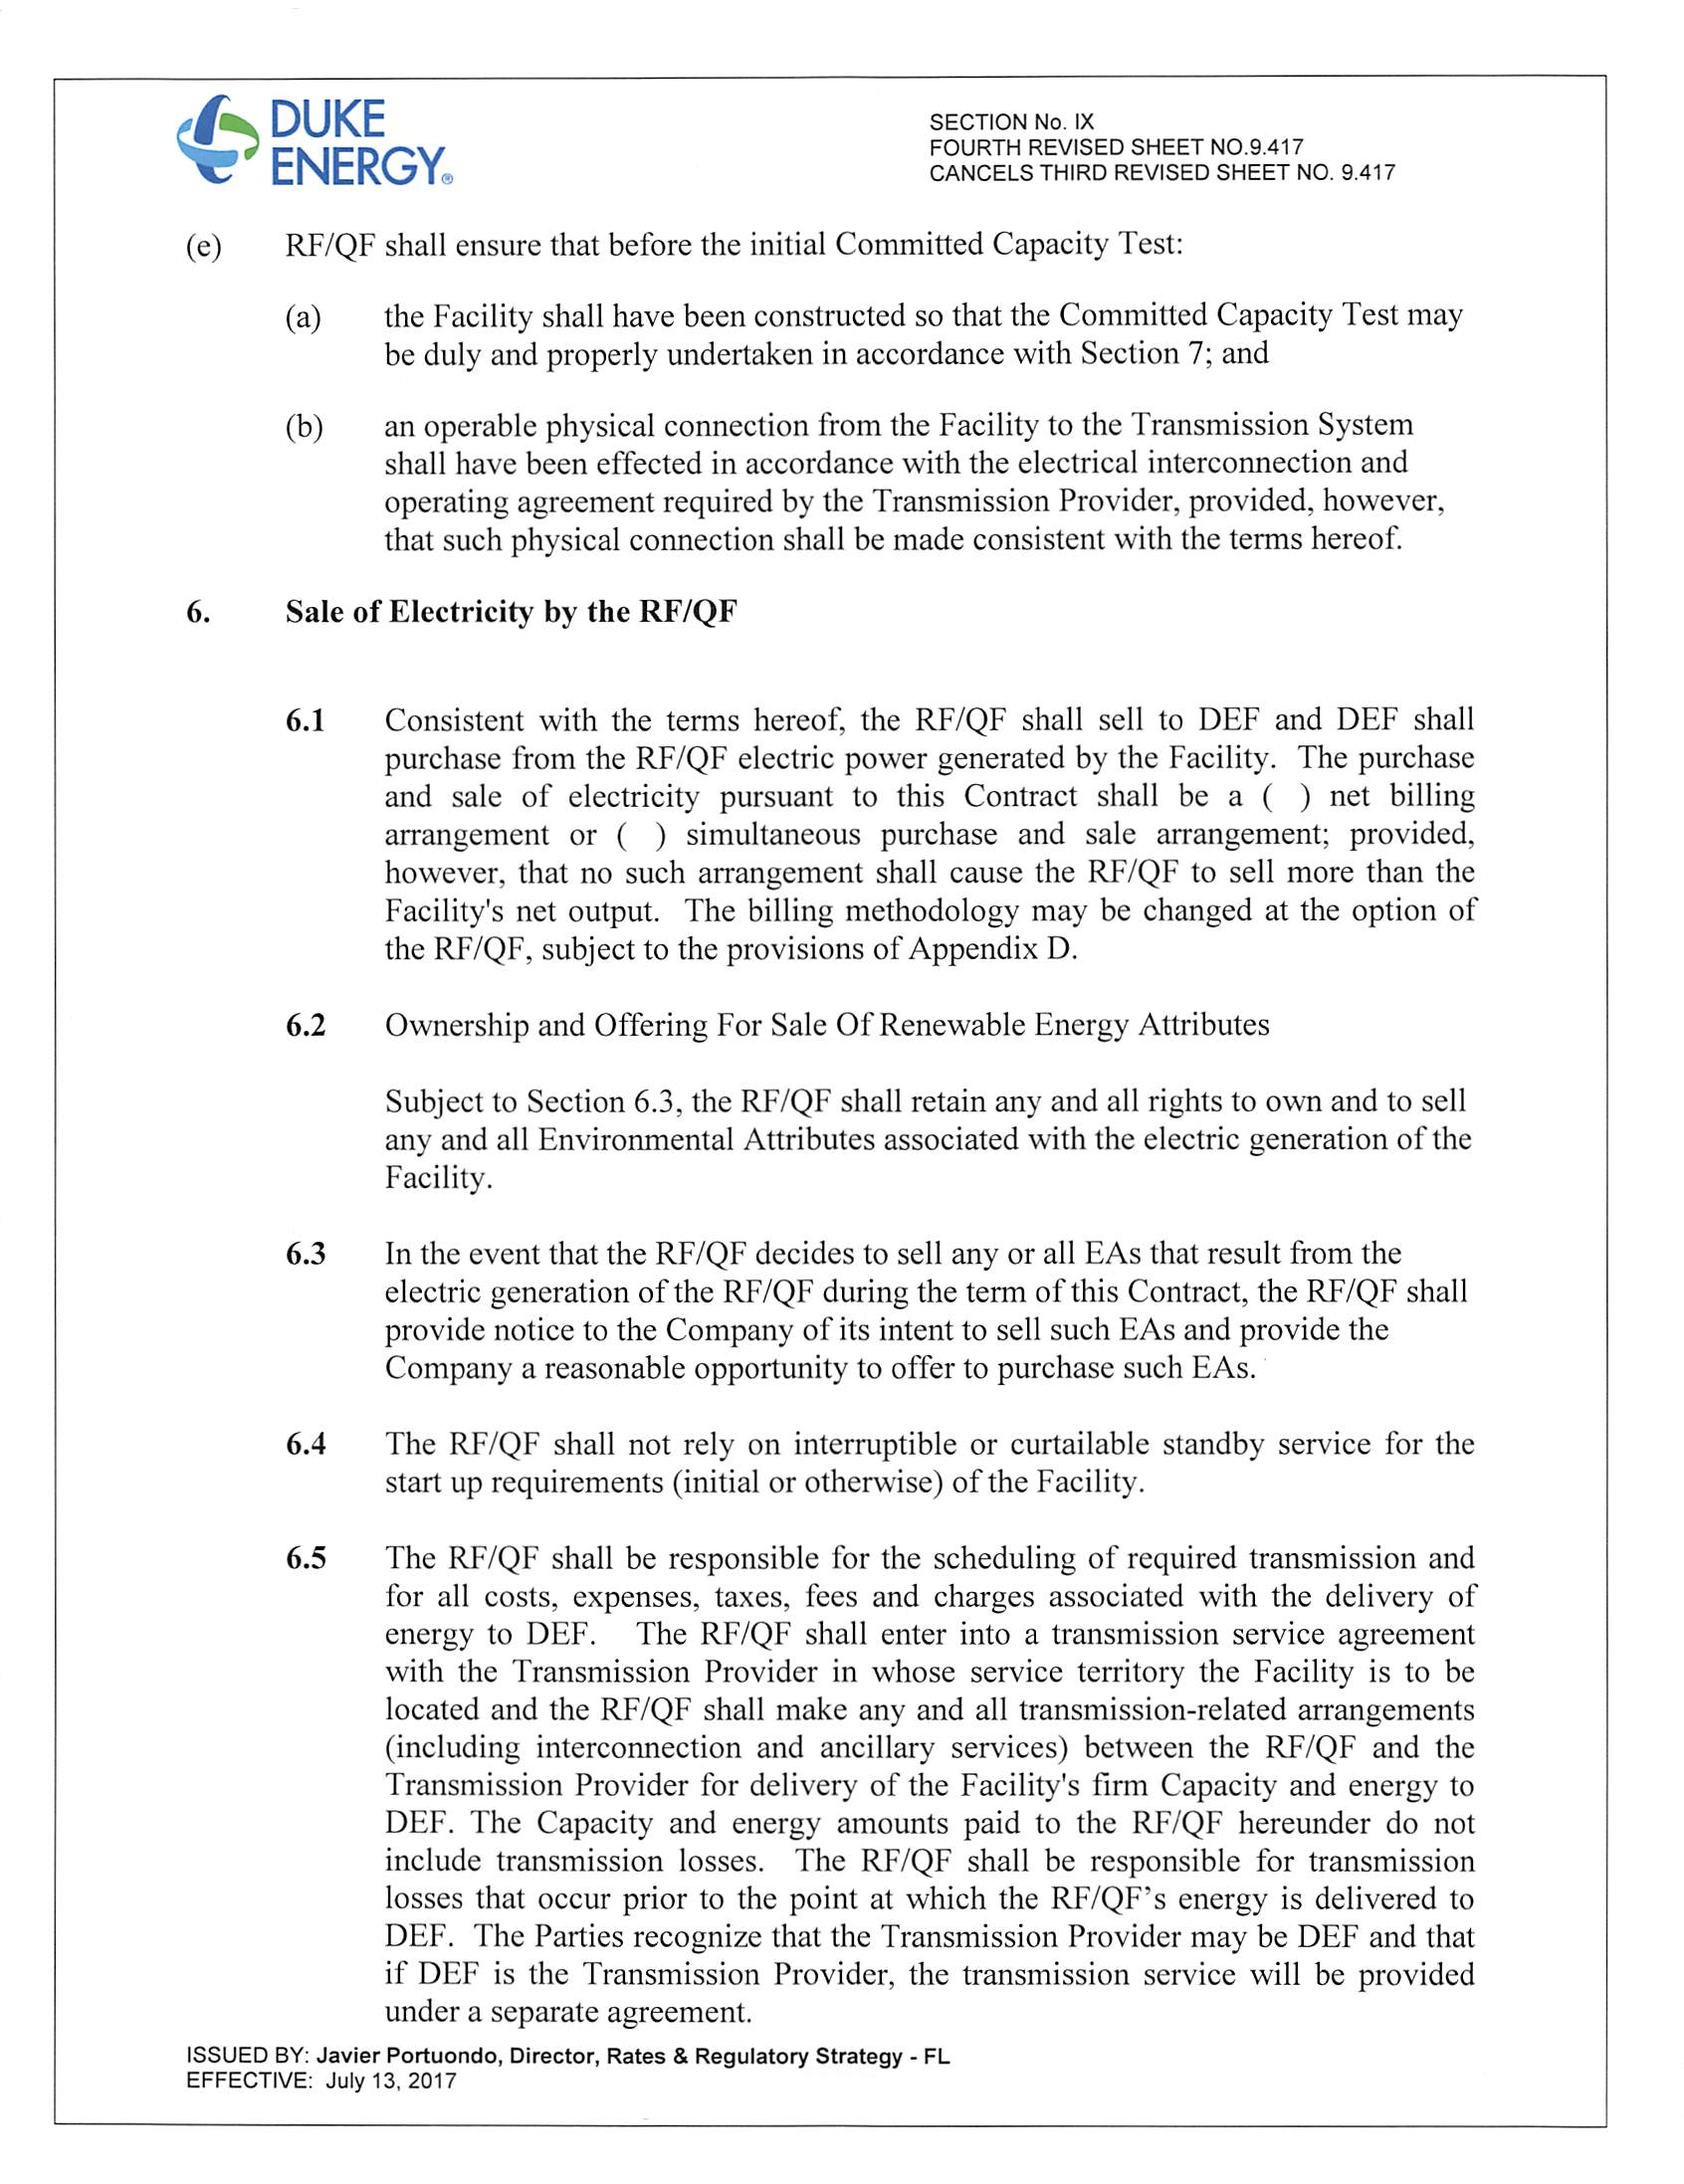 DUKE
ENERGY®
SECTION No. IX
FOURTH REVISED SHEET NO.9.417
CANCELS THIRD REVISED SHEET NO. 9.417
(e) RF/QF shall ensure that before the initial Committed Capacity Test:
(a) the Facility shall have been constructed so that the Committed Capacity Test may
be duly and properly undertaken in accordance with Section 7; and
(b) an operable physical connection from the Facility to the Transmission System
shall have been effected in accordance with the electrical interconnection and
operating agreement required by the Transmission Provider, provided, however,
that such physical connection shall be made consistent with the terms hereof.
6. Sale of Electricity by the RF/QF
6.1 Consistent with the terms hereof, the RF/QF shall sell to DEF and DEF shall
purchase from the RF/QF electric power generated by the Facility. The purchase
and sale of electricity pursuant to this Contract shall be a ( ) net billing
arrangement or ( ) simultaneous purchase and sale arrangement; provided,
however, that no such arrangement shall cause the RF/QF to sell more than the
Facility's net output. The billing methodology may be changed at the option of
the RF/QF, subject to the provisions of Appendix D.
6.2 Ownership and Offering For Sale Of Renewable Energy Attributes
Subject to Section 6.3, the RF/QF shall retain any and all rights to own and to sell
any and all Environmental Attributes associated with the electric generation of the
Facility.
6.3 In the event that the RF/QF decides to sell any or all EAs that result from the
electric generation of the RF/QF during the term of this Contract, the RF/QF shall
provide notice to the Company of its intent to sell such EAs and provide the
Company a reasonable opportunity to offer to purchase such EAs.
6.4 The RF/QF shall not rely on interruptible or curtailable standby service for the
start up requirements (initial or otherwise) of the Facility.
6.5 The RF/QF shall be responsible for the scheduling of required transmission and
for all costs, expenses, taxes, fees and charges associated with the delivery of
energy to DEF. The RF/QF shall enter into a transmission service agreement
with the Transmission Provider in whose service territory the Facility is to be
located and the RF/QF shall make any and all transmission-related arrangements
(including interconnection and ancillary services) between the RF/QF and the
Transmission Provider for delivery of the Facility's firm Capacity and energy to
DEF. The Capacity and energy amounts paid to the RF/QF hereunder do not
include transmission losses. The RF/QF shall be responsible for transmission
losses that occur prior to the point at which the RF/QF’s energy is delivered to
DEF. The Parties recognize that the Transmission Provider may be DEF and that
if DEF is the Transmission Provider, the transmission service will be provided
under a separate agreement.
ISSUED BY: Javier Portuondo, Director, Rates & Regulatory Strategy - FL
EFFECTIVE: July 13, 2017